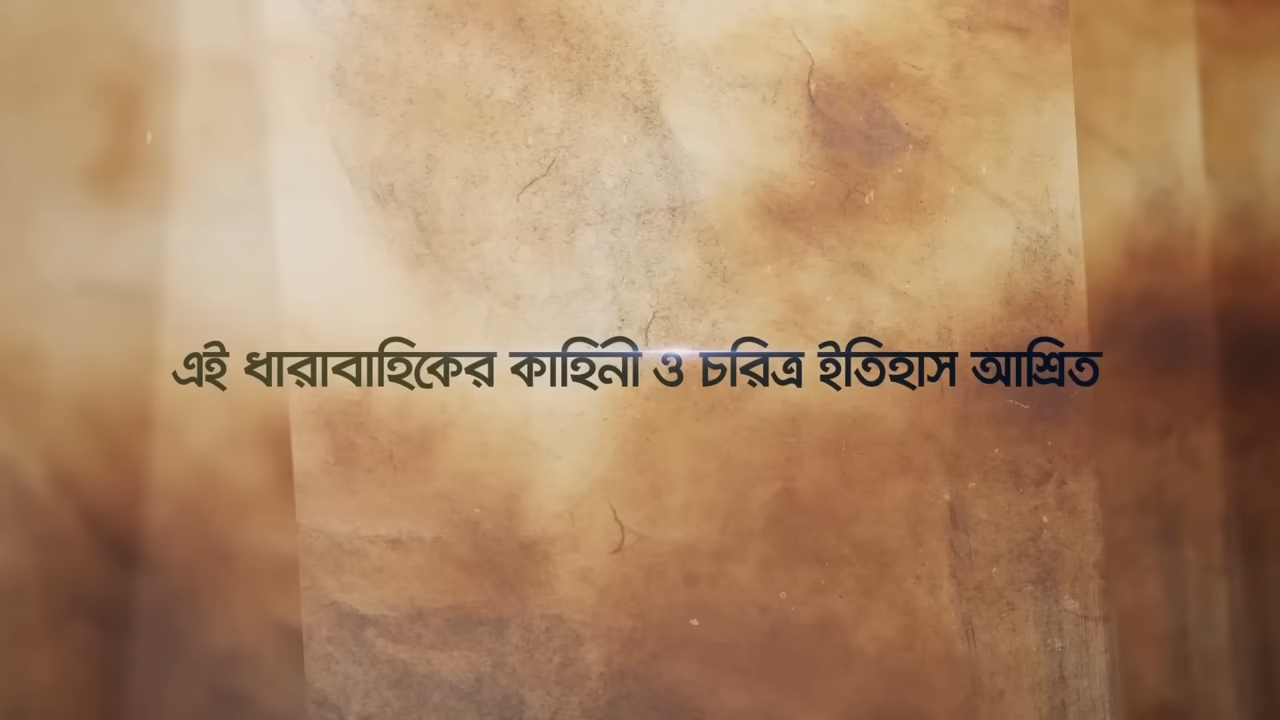 এই ধারাবাহিকের কাহিনী ও চরিত্র ইতিহাস আশ্রিত